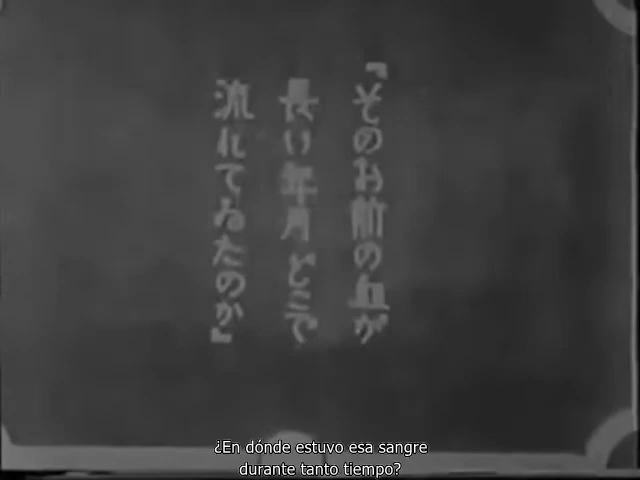 『そのお前の血が
長い年月どこで
流れてゐたのか』
¿En dónde estuvo esa sangre
durante tanto tiempo?